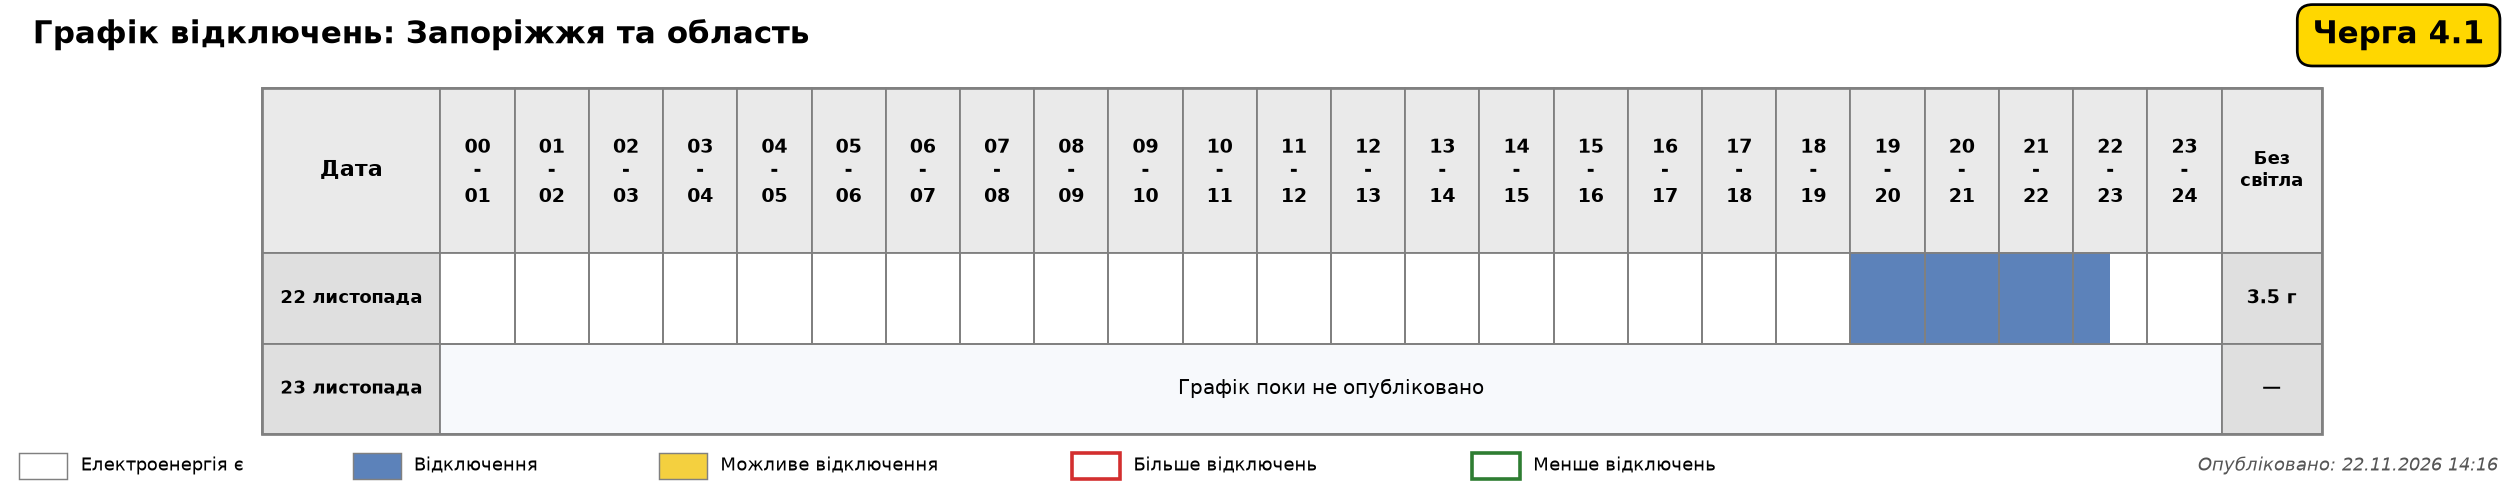 Графік відключень: Запоріжжя та область
Черга 4.1
Дата
00 - 01
01 - 02
02 - 03
03 - 04
04 - 05
05 - 06
06 - 07
07 - 08
08 - 09
09 - 10
10 - 11
11 - 12
12 - 13
13 - 14
14 - 15
15 - 16
16 - 17
17 - 18
18 - 19
19 - 20
20 - 21
21 - 22
22 - 23
23 - 24
Без
світла
22 листопада
3.5 г
23 листопада
Графік поки не опубліковано
—
Електроенергія є
Відключення
Можливе відключення
Більше відключень
Менше відключень
Опубліковано: 22.11.2026 14:16